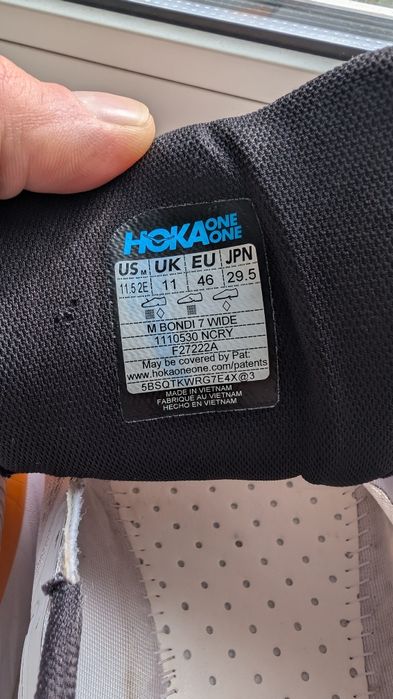 HOKA ONE ONE
US M UK EU JPN
11.5 2E 11 46 29.5
M BONDI 7 WIDE
1110530 NCRY
F27222A
May be covered by Pat:
www.hokaoneone.com/patents
5BSQTKWRG7E4X@3
MADE IN VIETNAM
FABRIQUÉ AU VIETNAM
HECHO EN VIETNAM